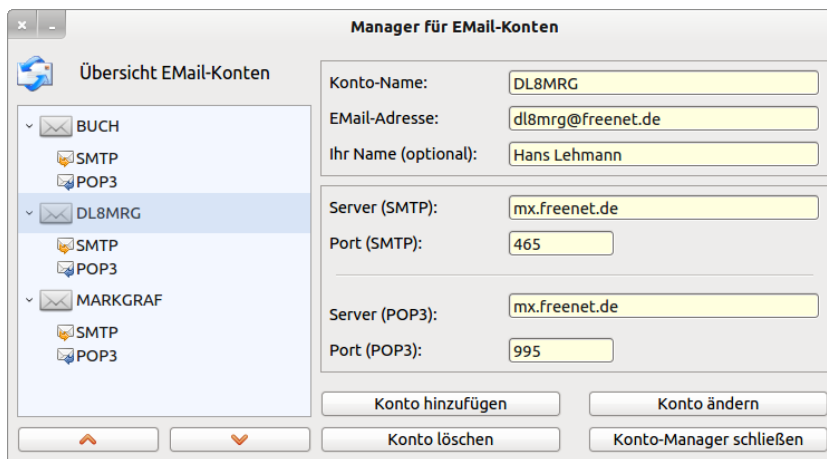 Manager für EMail-Konten
Übersicht EMail-Konten
BUCH
SMTP
POP3
DL8MRG
SMTP
POP3
MARKGRAF
SMTP
POP3
Konto-Name: DL8MRG
EMail-Adresse: dl8mrg@freenet.de
Ihr Name (optional): Hans Lehmann
Server (SMTP): mx.freenet.de
Port (SMTP): 465
Server (POP3): mx.freenet.de
Port (POP3): 995
Konto hinzufügen
Konto ändern
Konto löschen
Konto-Manager schließen